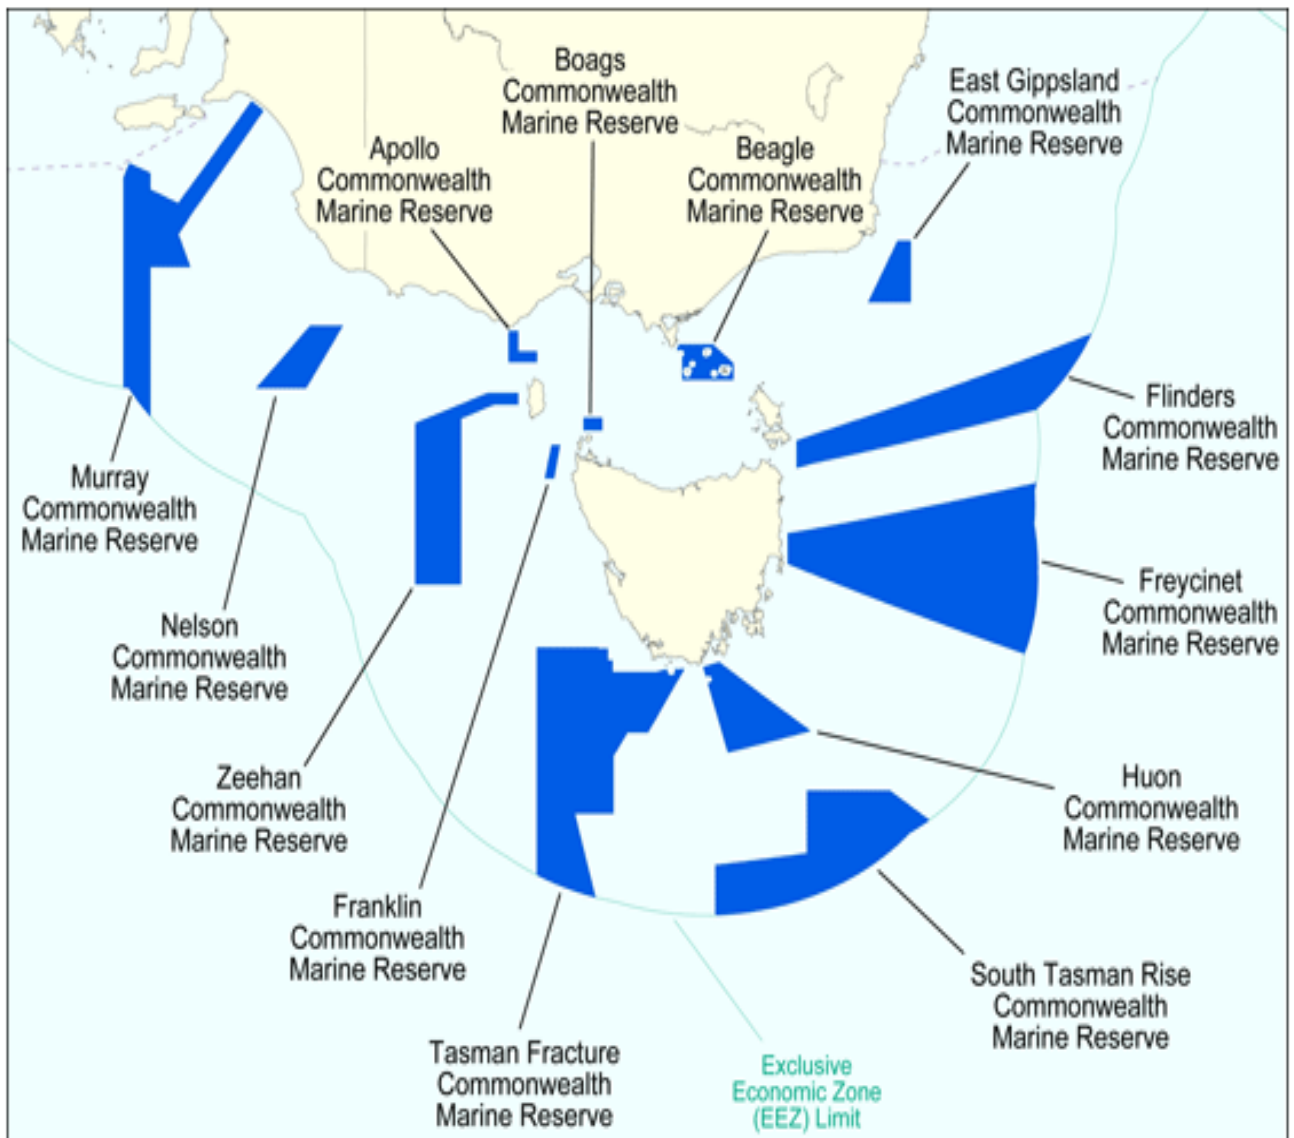 Boags
Commonwealth
Marine Reserve
East Gippsland
Commonwealth
Marine Reserve
Apollo
Commonwealth
Marine Reserve
Beagle
Commonwealth
Marine Reserve
Flinders
Commonwealth
Marine Reserve
Murray
Commonwealth
Marine Reserve
Freycinet
Commonwealth
Marine Reserve
Nelson
Commonwealth
Marine Reserve
Zeehan
Commonwealth
Marine Reserve
Huon
Commonwealth
Marine Reserve
Franklin
Commonwealth
Marine Reserve
South Tasman Rise
Commonwealth
Marine Reserve
Tasman Fracture
Commonwealth
Marine Reserve
Exclusive
Economic Zone
(EEZ) Limit